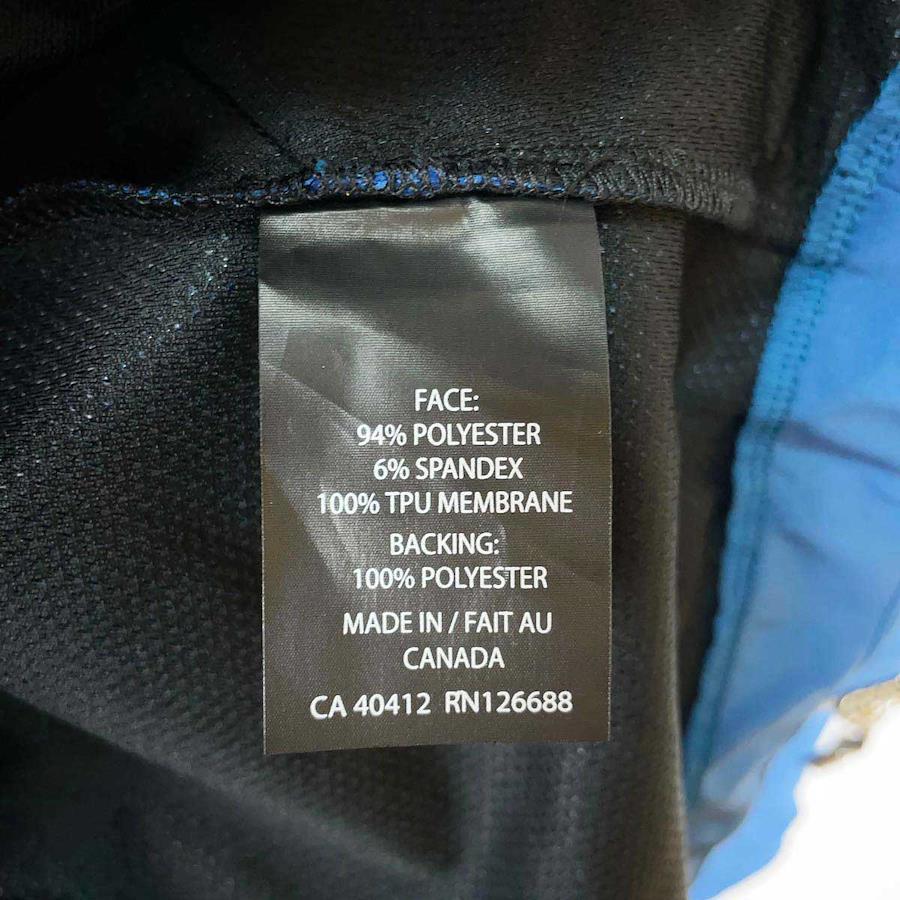 FACE:
94% POLYESTER
6% SPANDEX
100% TPU MEMBRANE
BACKING:
100% POLYESTER
MADE IN / FAIT AU
CANADA
CA 40412 RN126688